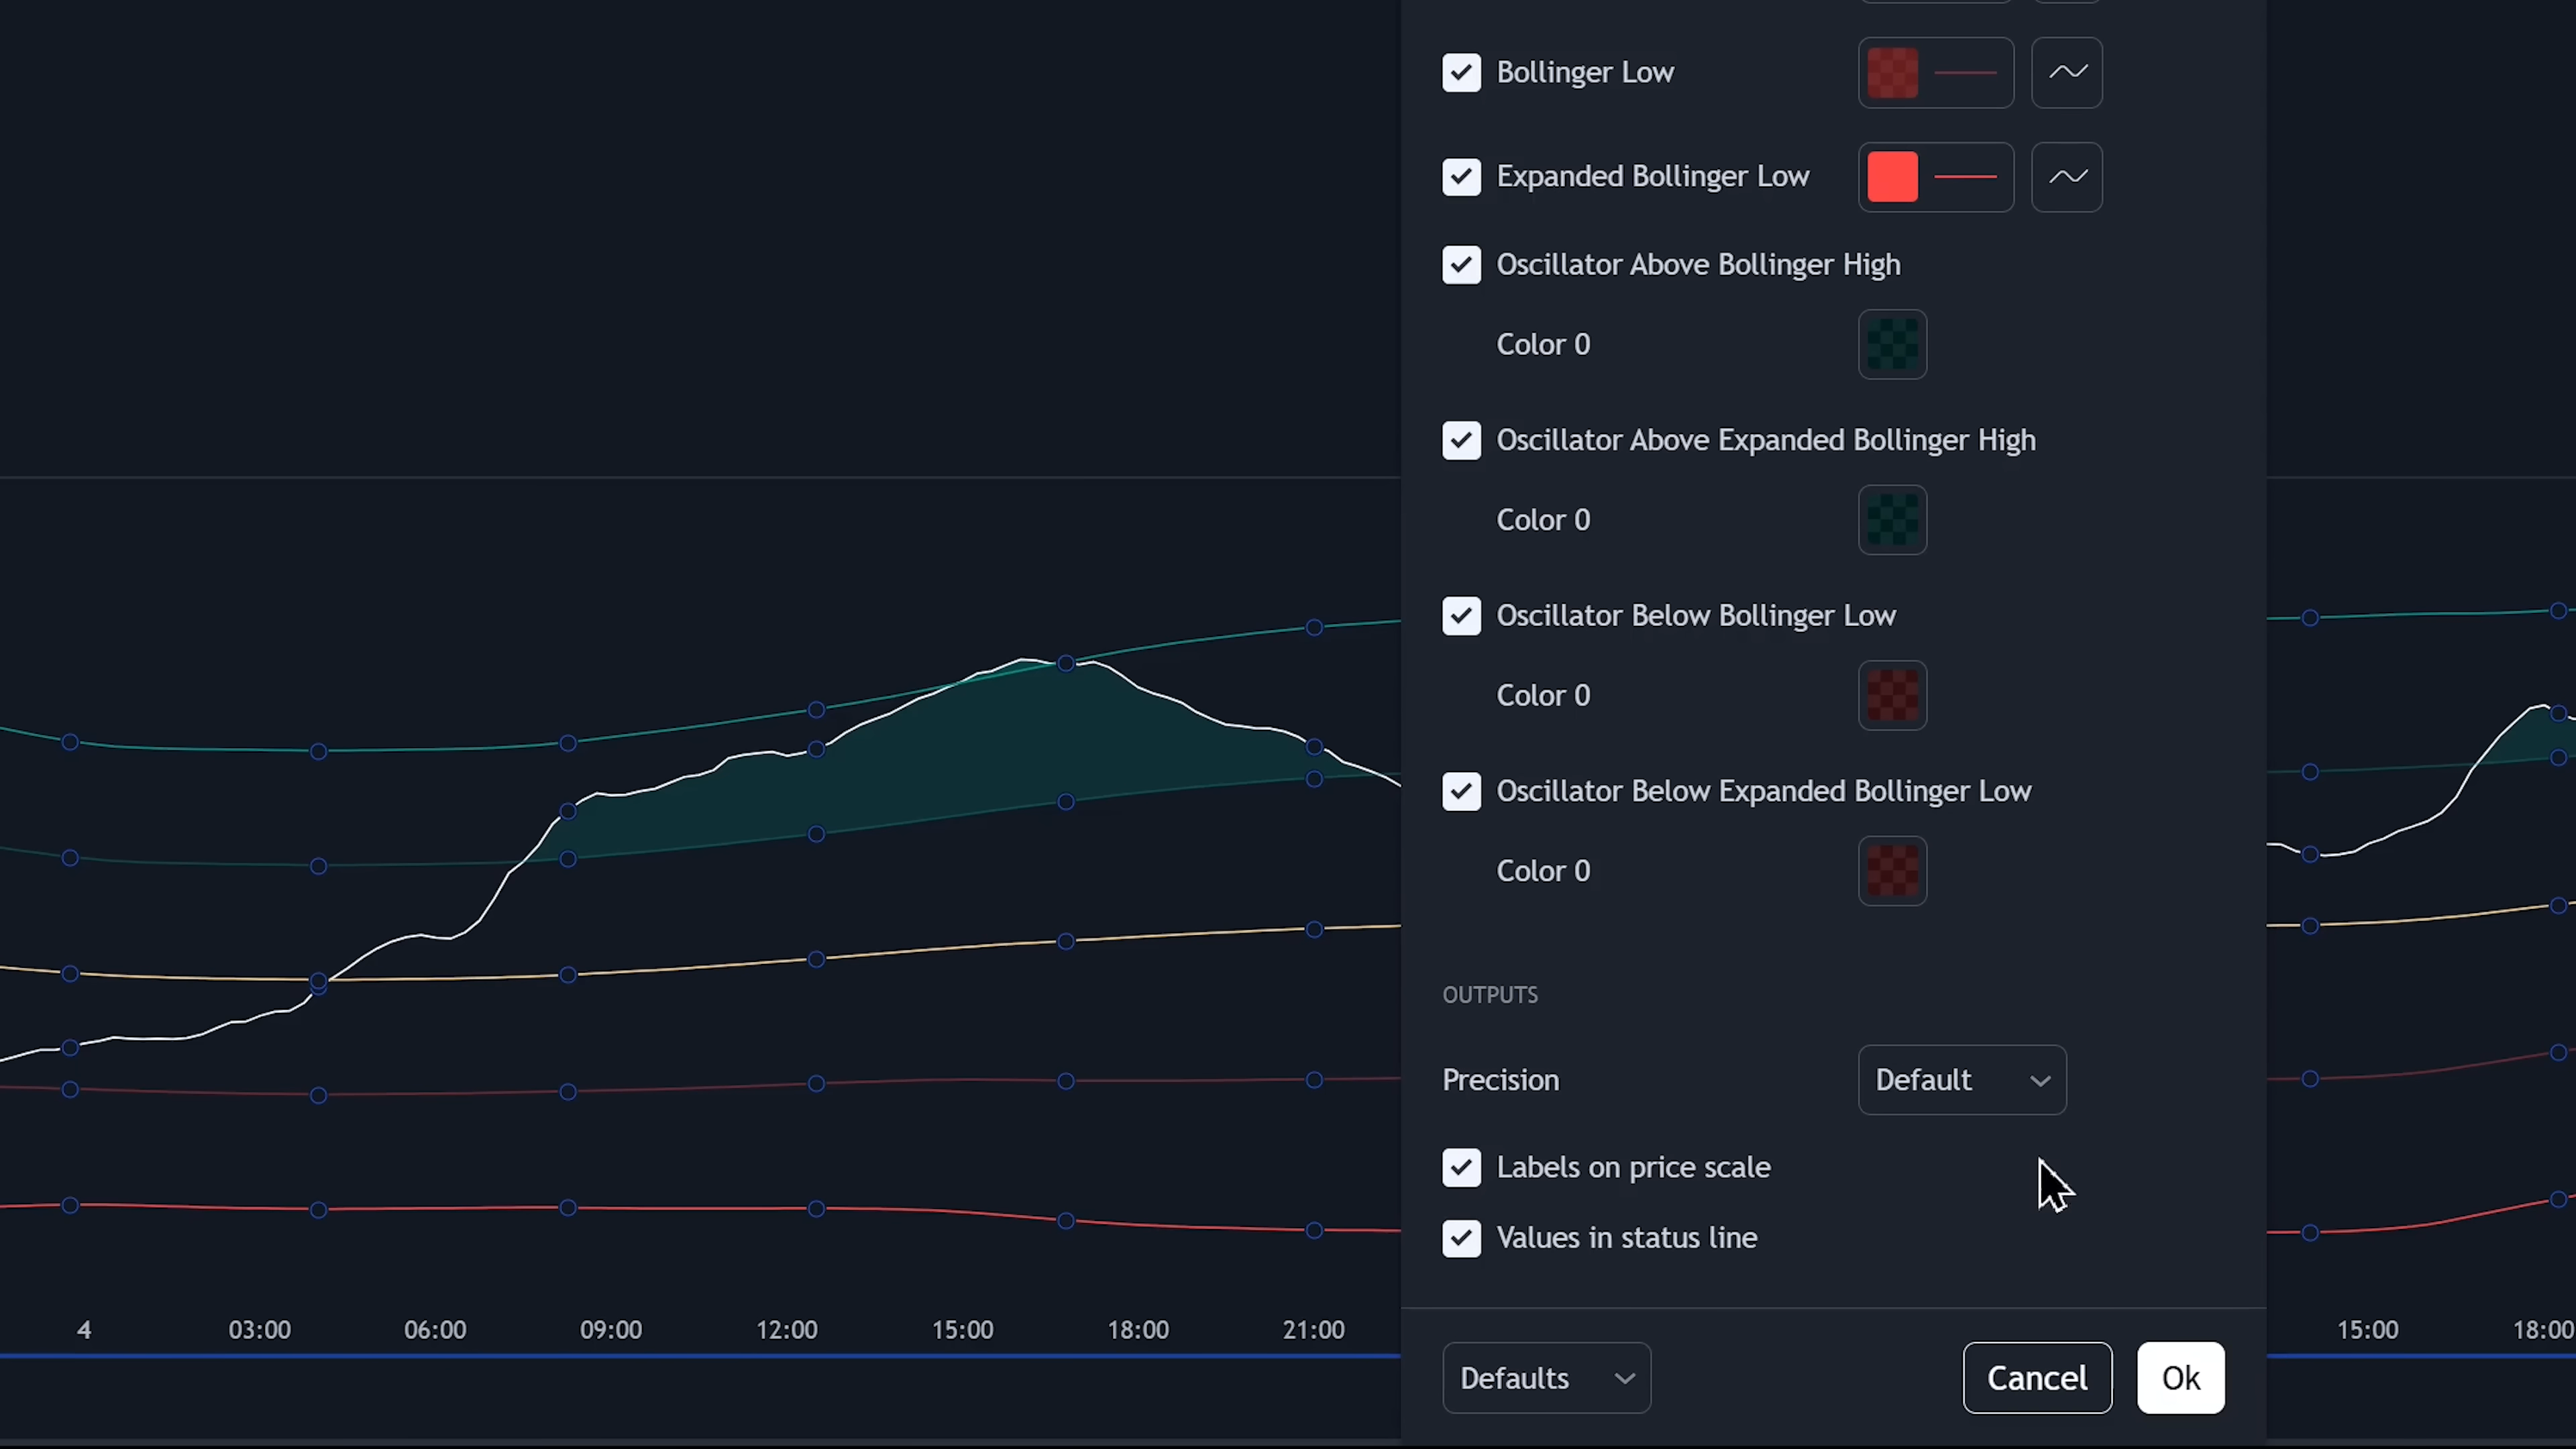 Bollinger Low
Expanded Bollinger Low
Oscillator Above Bollinger High
Color 0
Oscillator Above Expanded Bollinger High
Color 0
Oscillator Below Bollinger Low
Color 0
Oscillator Below Expanded Bollinger Low
Color 0
OUTPUTS
Precision Default
Labels on price scale
Values in status line
4 03:00 06:00 09:00 12:00 15:00 18:00 21:00 15:00 18:00
Defaults Cancel Ok